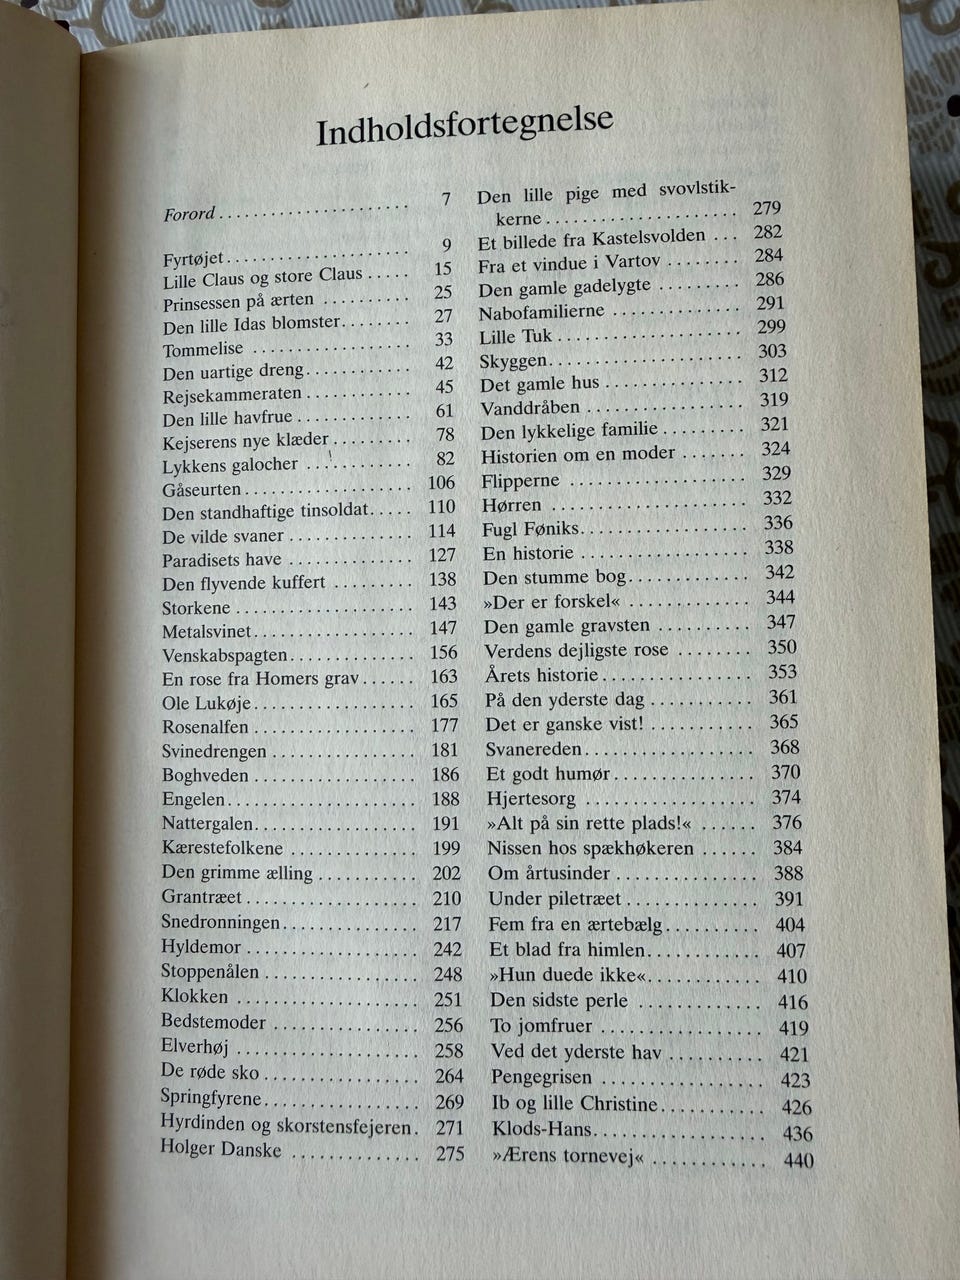 Indholdsfortegnelse
Forord ...................... 7
Fyrtøjet ..................... 9
Lille Claus og store Claus ..... 15
Prinsessen på ærten .......... 25
Den lille Idas blomster ........ 27
Tommelise .................. 33
Den uartige dreng ............ 42
Rejsekammeraten ............ 45
Den lille havfrue ............. 61
Kejserens nye klæder ......... 78
Lykkens galocher ............ 82
Gåseurten ................... 106
Den standhaftige tinsoldat ..... 110
De vilde svaner .............. 114
Paradisets have .............. 127
Den flyvende kuffert ......... 138
Storkene .................... 143
Metalsvinet .................. 147
Venskabspagten .............. 156
En rose fra Homers grav ...... 163
Ole Lukøje .................. 165
Rosenalfen .................. 177
Svinedrengen ................ 181
Boghveden .................. 186
Engelen ..................... 188
Nattergalen .................. 191
Kærestefolkene .............. 199
Den grimme ælling ........... 202
Grantræet ................... 210
Snedronningen ............... 217
Hyldemor ................... 242
Stoppenålen ................. 248
Klokken .................... 251
Bedstemoder ................ 256
Elverhøj .................... 258
De røde sko ................. 264
Springfyrene ................. 269
Hyrdinden og skorstensfejeren . 271
Holger Danske .............. 275
Den lille pige med svovlstik-
kerne ..................... 279
Et billede fra Kastelsvolden ... 282
Fra et vindue i Vartov ........ 284
Den gamle gadelygte ......... 286
Nabofamilierne .............. 291
Lille Tuk ................... 299
Skyggen .................... 303
Det gamle hus ............... 312
Vanddråben ................. 319
Den lykkelige familie ......... 321
Historien om en moder ....... 324
Flipperne ................... 329
Hørren ..................... 332
Fugl Føniks .................. 336
En historie .................. 338
Den stumme bog ............. 342
»Der er forskel« ............. 344
Den gamle gravsten .......... 347
Verdens dejligste rose ........ 350
Årets historie ................ 353
På den yderste dag ........... 361
Det er ganske vist! ........... 365
Svanereden .................. 368
Et godt humør ............... 370
Hjertesorg .................. 374
»Alt på sin rette plads!« ...... 376
Nissen hos spækhøkeren ...... 384
Om årtusinder ............... 388
Under piletræet .............. 391
Fem fra en ærtebælg .......... 404
Et blad fra himlen ............ 407
»Hun duede ikke« ............ 410
Den sidste perle ............. 416
To jomfruer ................. 419
Ved det yderste hav .......... 421
Pengegrisen ................. 423
Ib og lille Christine ........... 426
Klods-Hans .................. 436
»Ærens tornevej« ............ 440